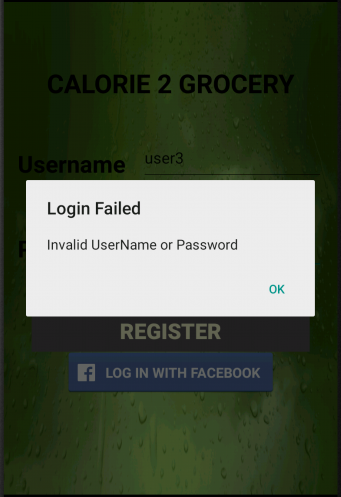 CALORIE 2 GROCERY
Username user3
Login Failed
Invalid UserName or Password
OK
REGISTER
LOG IN WITH FACEBOOK